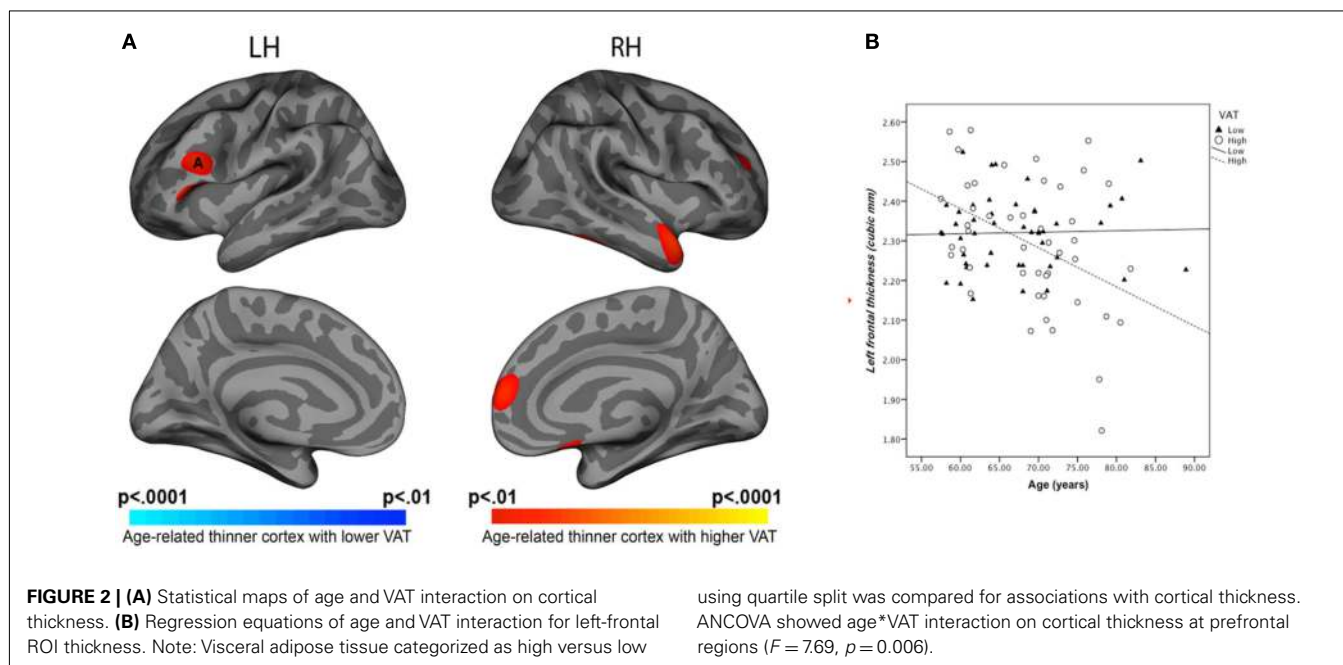 A
LH
RH
A
p<.0001
p<.01
Age-related thinner cortex with lower VAT
p<.01
p<.0001
Age-related thinner cortex with higher VAT
B
Left frontal thickness (cubic mm)
2.60
2.50
2.40
2.30
2.20
2.10
2.00
1.90
1.80
55.00 60.00 65.00 70.00 75.00 80.00 85.00 90.00
Age (years)
VAT
Low
High
Low
High
FIGURE 2 | (A) Statistical maps of age and VAT interaction on cortical
thickness. (B) Regression equations of age and VAT interaction for left-frontal
ROI thickness. Note: Visceral adipose tissue categorized as high versus low
using quartile split was compared for associations with cortical thickness.
ANCOVA showed age*VAT interaction on cortical thickness at prefrontal
regions (F = 7.69, p = 0.006).